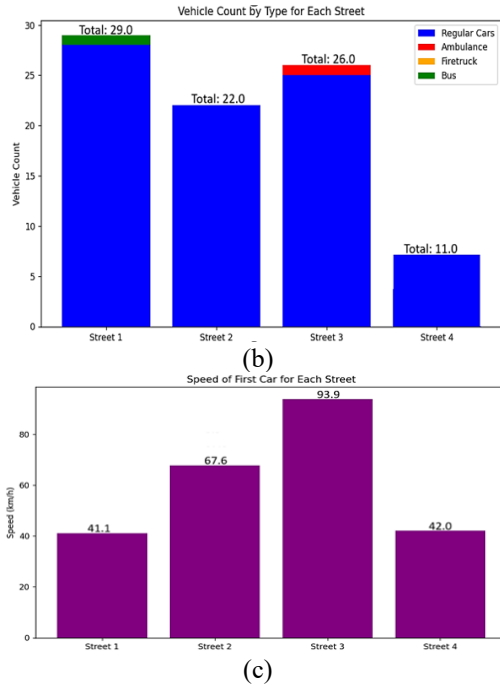 Vehicle Count by Type for Each Street
Total: 29.0
Total: 22.0
Total: 26.0
Total: 11.0
Regular Cars
Ambulance
Firetruck
Bus
Vehicle Count
30
25
20
15
10
5
0
Street 1 Street 2 Street 3 Street 4
(b)
Speed of First Car for Each Street
41.1
67.6
93.9
42.0
Speed (km/h)
80
60
40
20
0
Street 1 Street 2 Street 3 Street 4
(c)